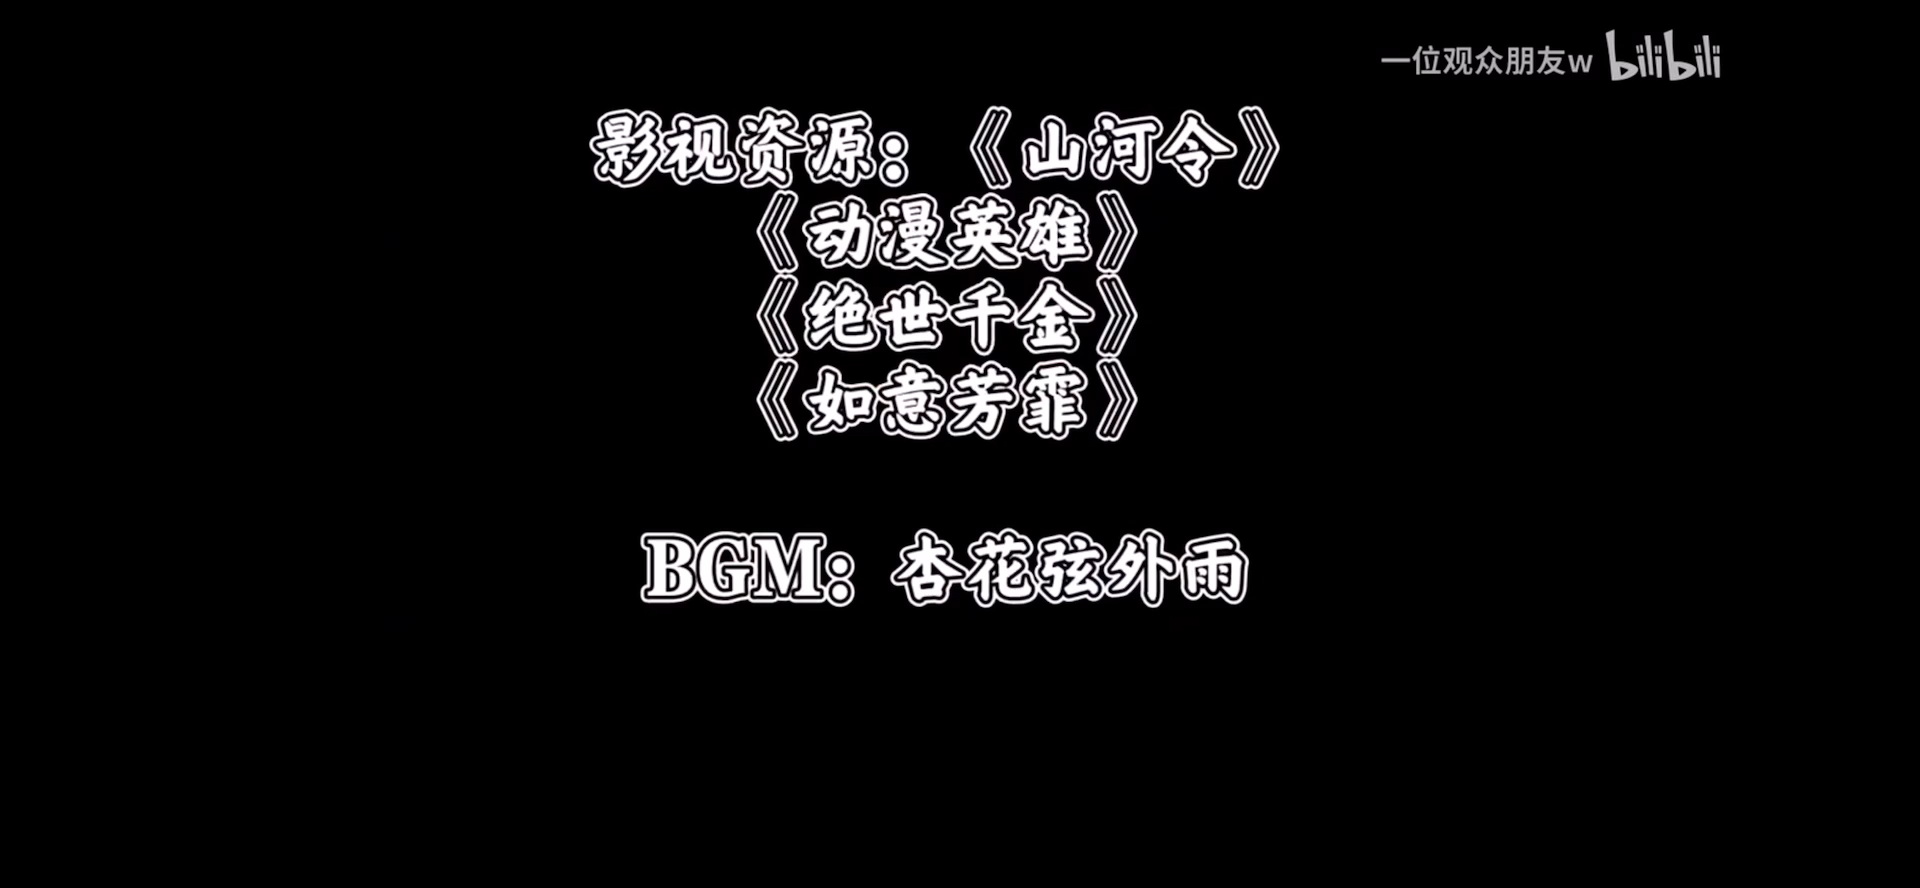 一位观众朋友w bilibili
影视资源：《山河令》
《动漫英雄》
《绝世千金》
《如意芳霏》
BGM：杏花弦外雨